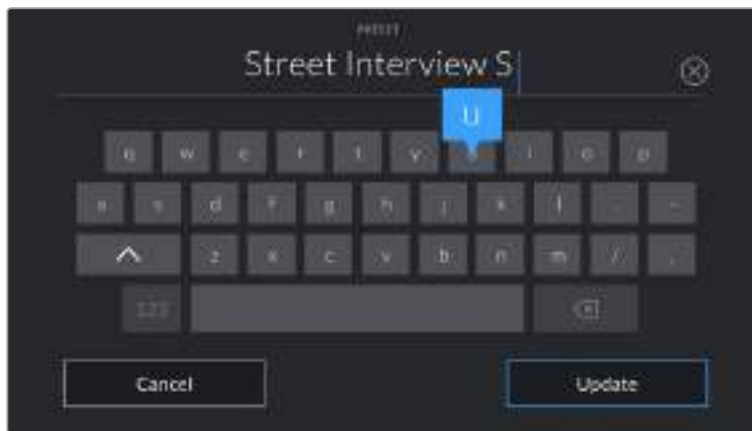 PRESET
Street Interview S
U
q w e r t y i o p
a s d f g h j k l . -
z x c v b n m / ,
123
Cancel
Update